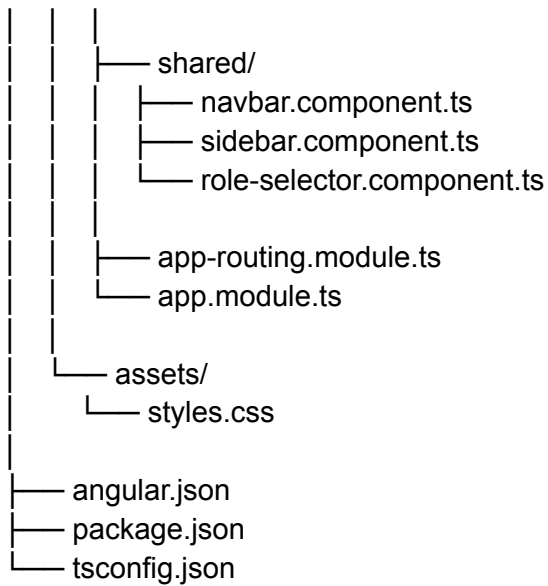 shared/
navbar.component.ts
sidebar.component.ts
role-selector.component.ts
app-routing.module.ts
app.module.ts
assets/
styles.css
angular.json
package.json
tsconfig.json